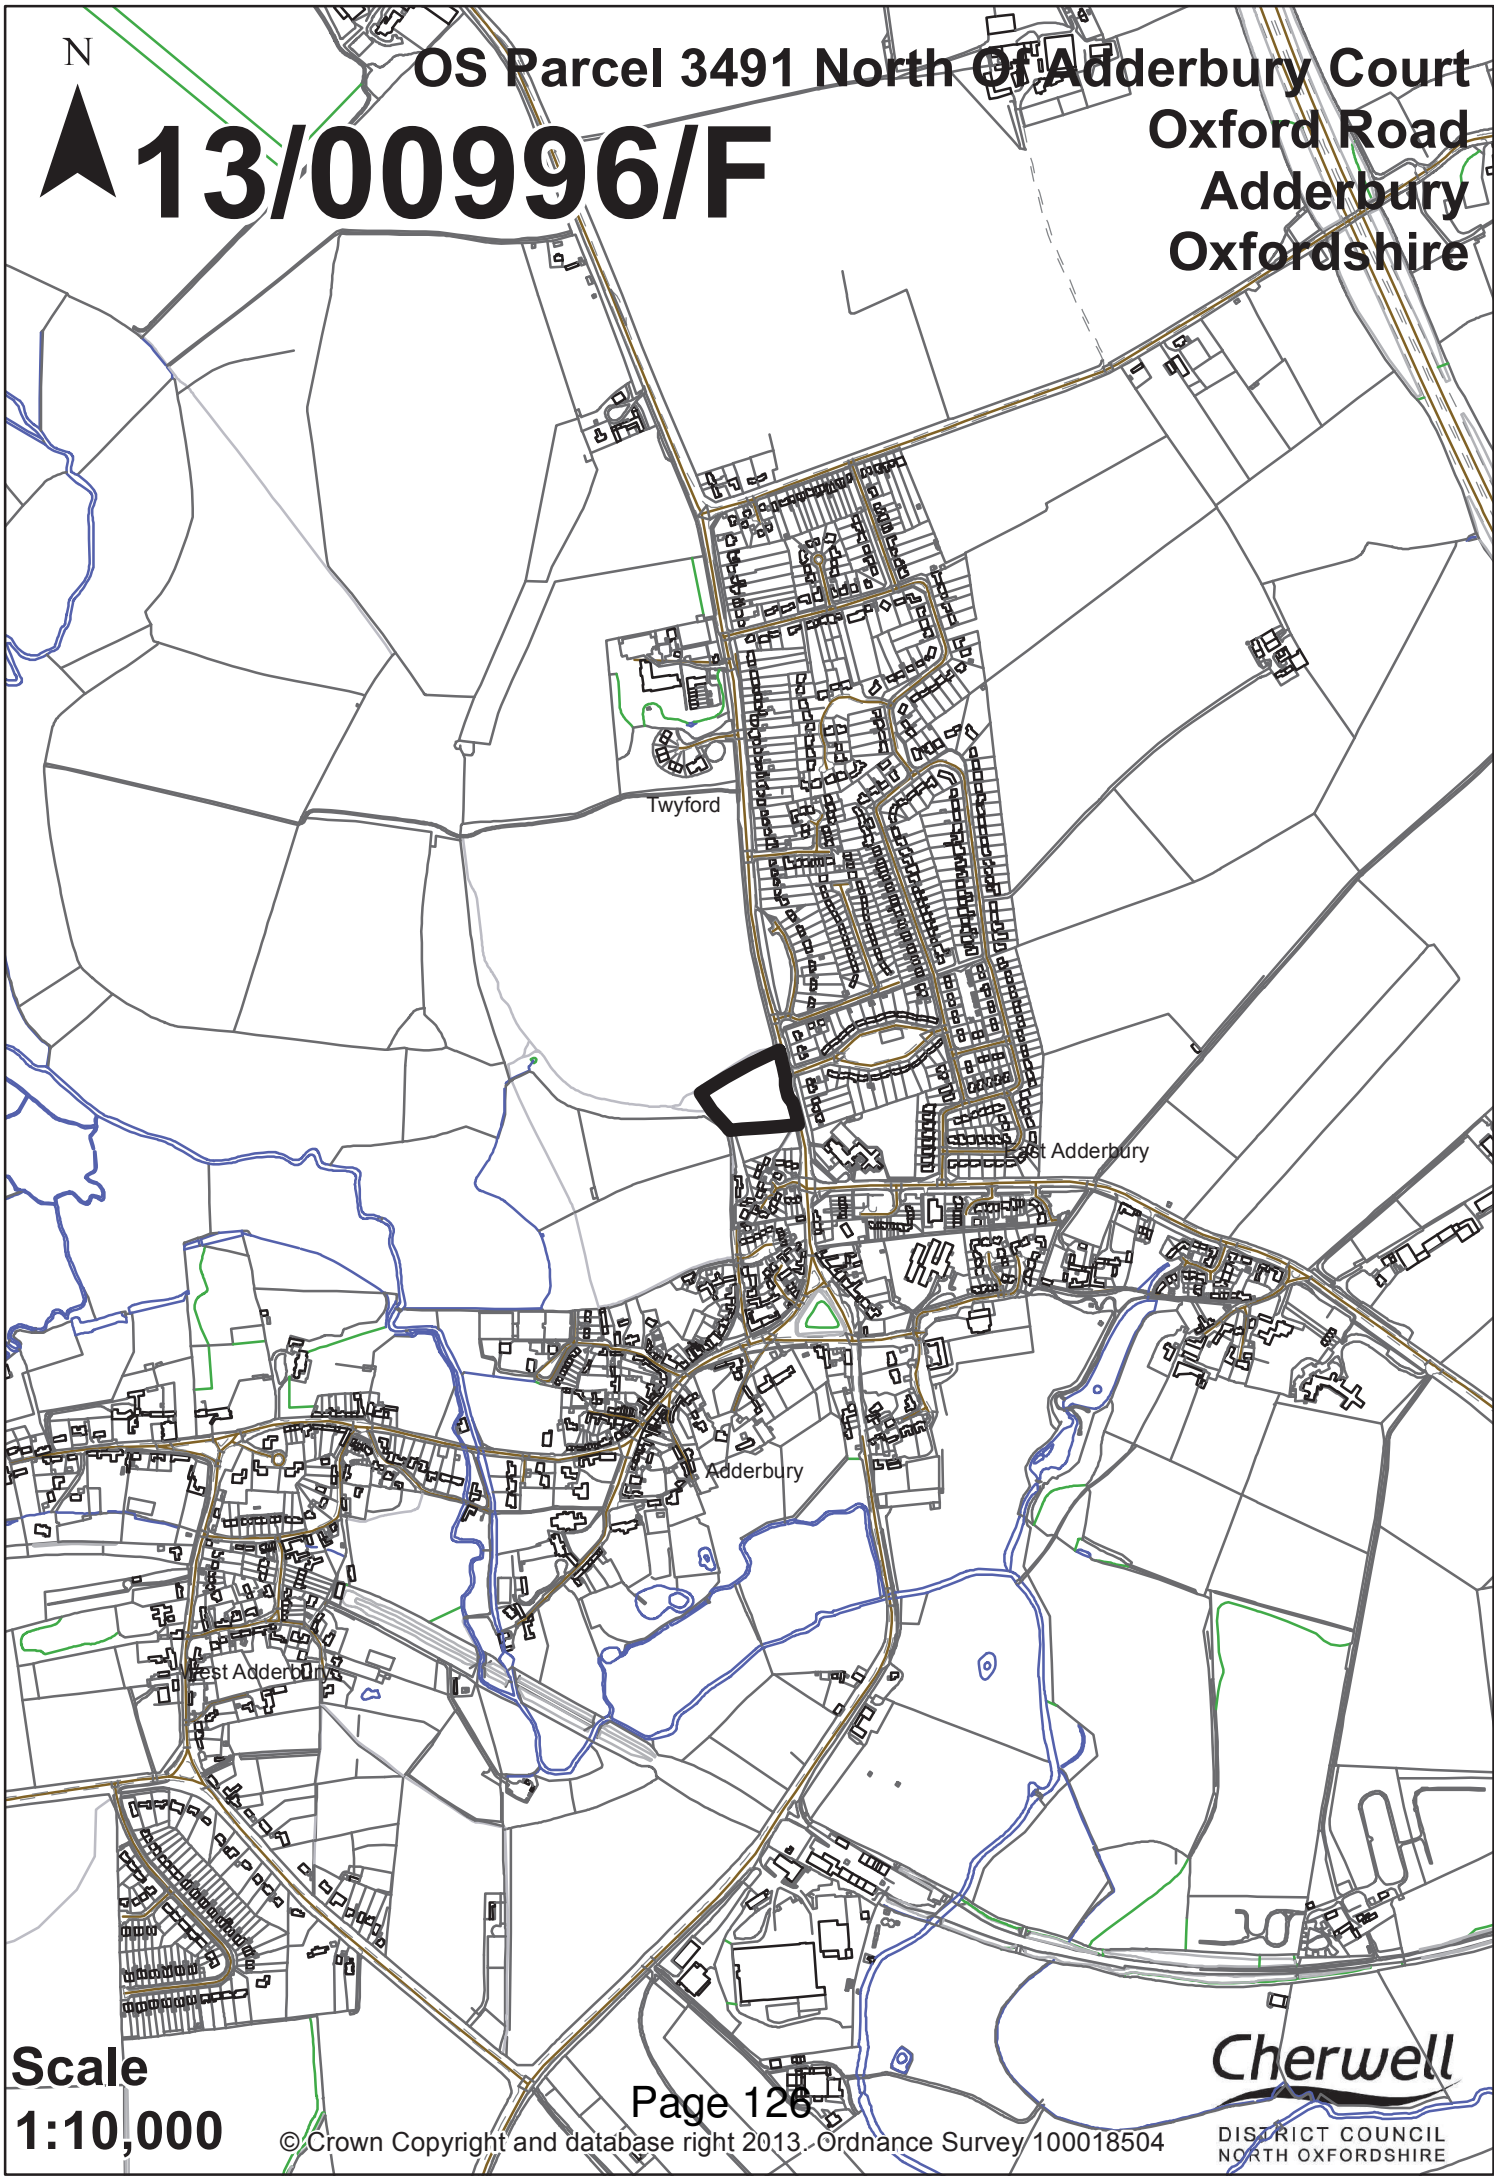 N
OS Parcel 3491 North Of Adderbury Court
13/00996/F
Oxford Road
Adderbury
Oxfordshire
Twyford
East Adderbury
Adderbury
West Adderbury
Scale
1:10,000
Page 126
© Crown Copyright and database right 2013. Ordnance Survey 100018504
Cherwell
DISTRICT COUNCIL
NORTH OXFORDSHIRE